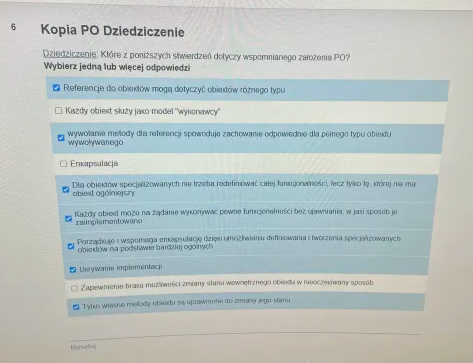 6
Kopia PO Dziedziczenie
Dziedziczenie: Które z poniższych stwierdzeń dotyczy wspomnianego założenia PO?
Wybierz jedną lub więcej odpowiedzi
Referencje do obiektów mogą dotyczyć obiektów różnego typu
Każdy obiekt służy jako model "wykonawcy"
wywołanie metody dla referencji spowoduje zachowanie odpowiednie dla pełnego typu obiektu
wywoływanego
Enkapsulacja
Dla obiektów specjalizowanych nie trzeba redefiniować całej funkcjonalności, lecz tylko tę, której nie ma
obiekt ogólniejszy
Każdy obiekt może na żądanie wykonywać pewne funkcjonalności bez ujawniania, w jaki sposób je
zaimplementowano
Porządkuje i wspomaga enkapsulację dzięki umożliwieniu definiowania i tworzenia specjalizowanych
obiektów na podstawie bardziej ogólnych
Ukrywanie implementacji
Zapewnienie braku możliwości zmiany stanu wewnętrznego obiektu w nieoczekiwany sposób
Tylko własne metody obiektu są uprawnione do zmiany jego stanu
Resetuj